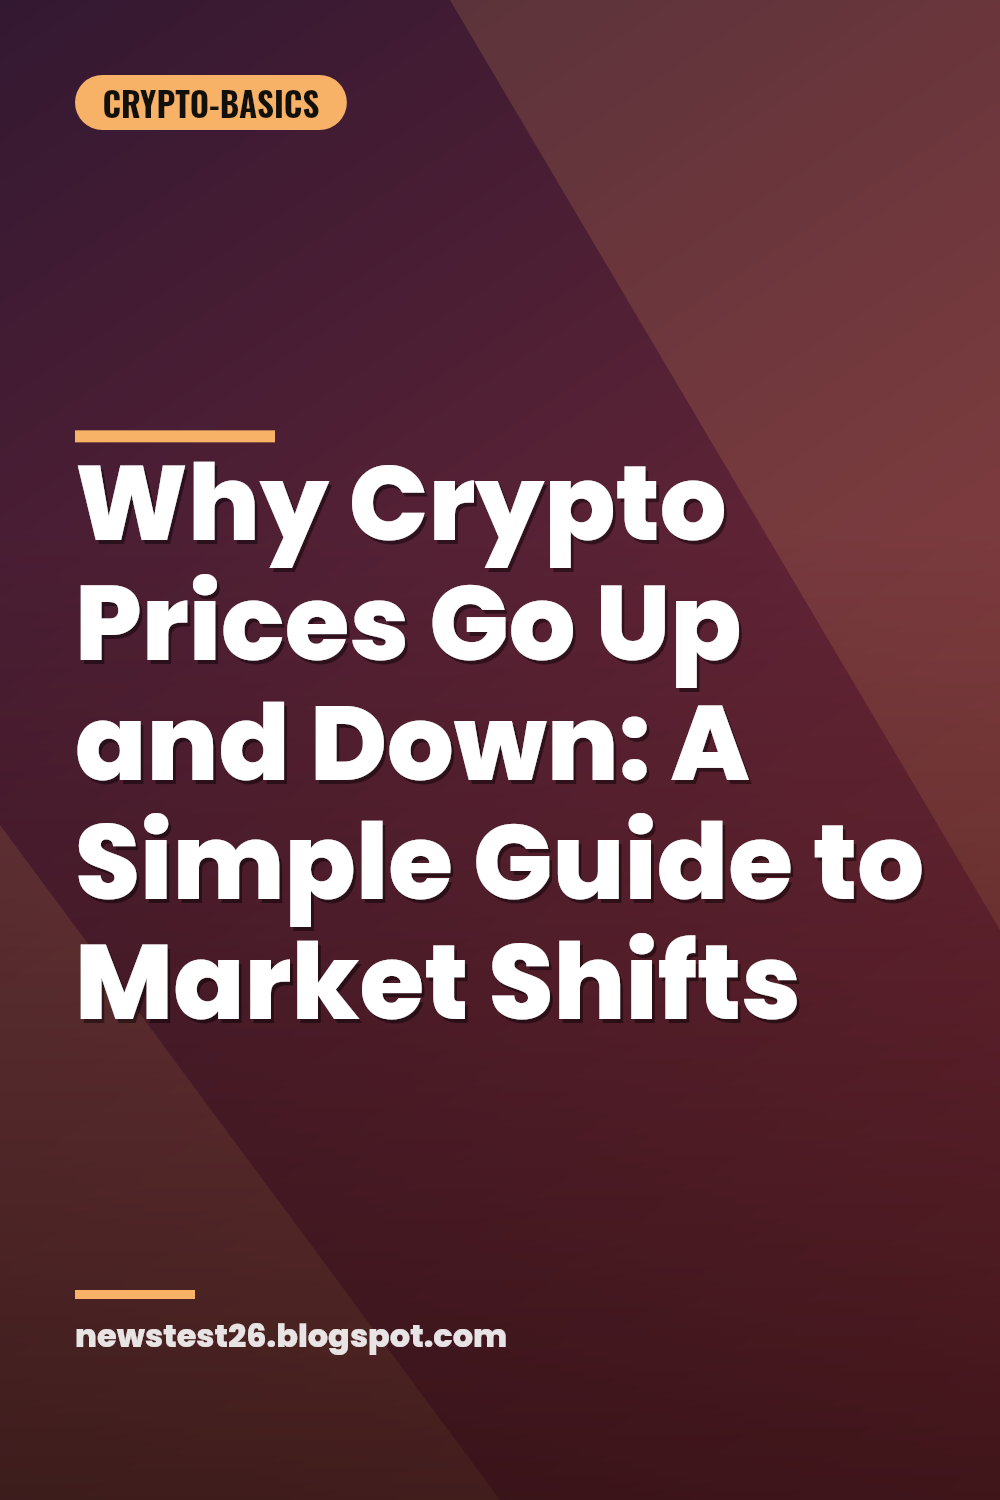 CRYPTO-BASICS
Why Crypto
Prices Go Up
and Down: A
Simple Guide to
Market Shifts
newstest26.blogspot.com